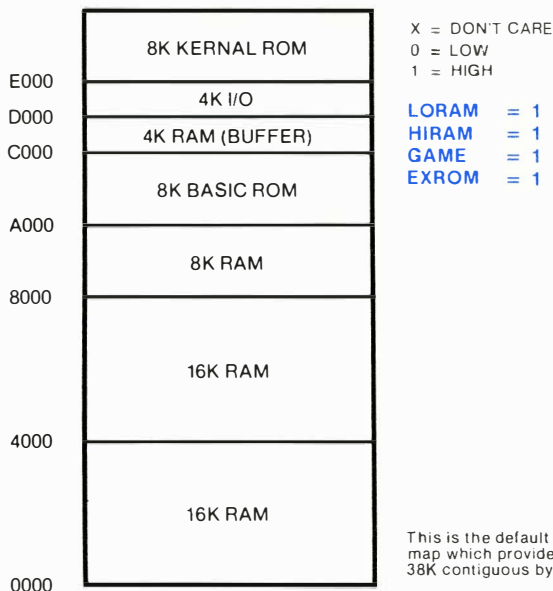 8K KERNAL ROM
E000
4K I/O
D000
4K RAM (BUFFER)
C000
8K BASIC ROM
A000
8K RAM
8000
16K RAM
4000
16K RAM
0000
X = DON'T CARE
0 = LOW
1 = HIGH
LORAM = 1
HIRAM = 1
GAME = 1
EXROM = 1
This is the default
map which provide
38K contiguous by